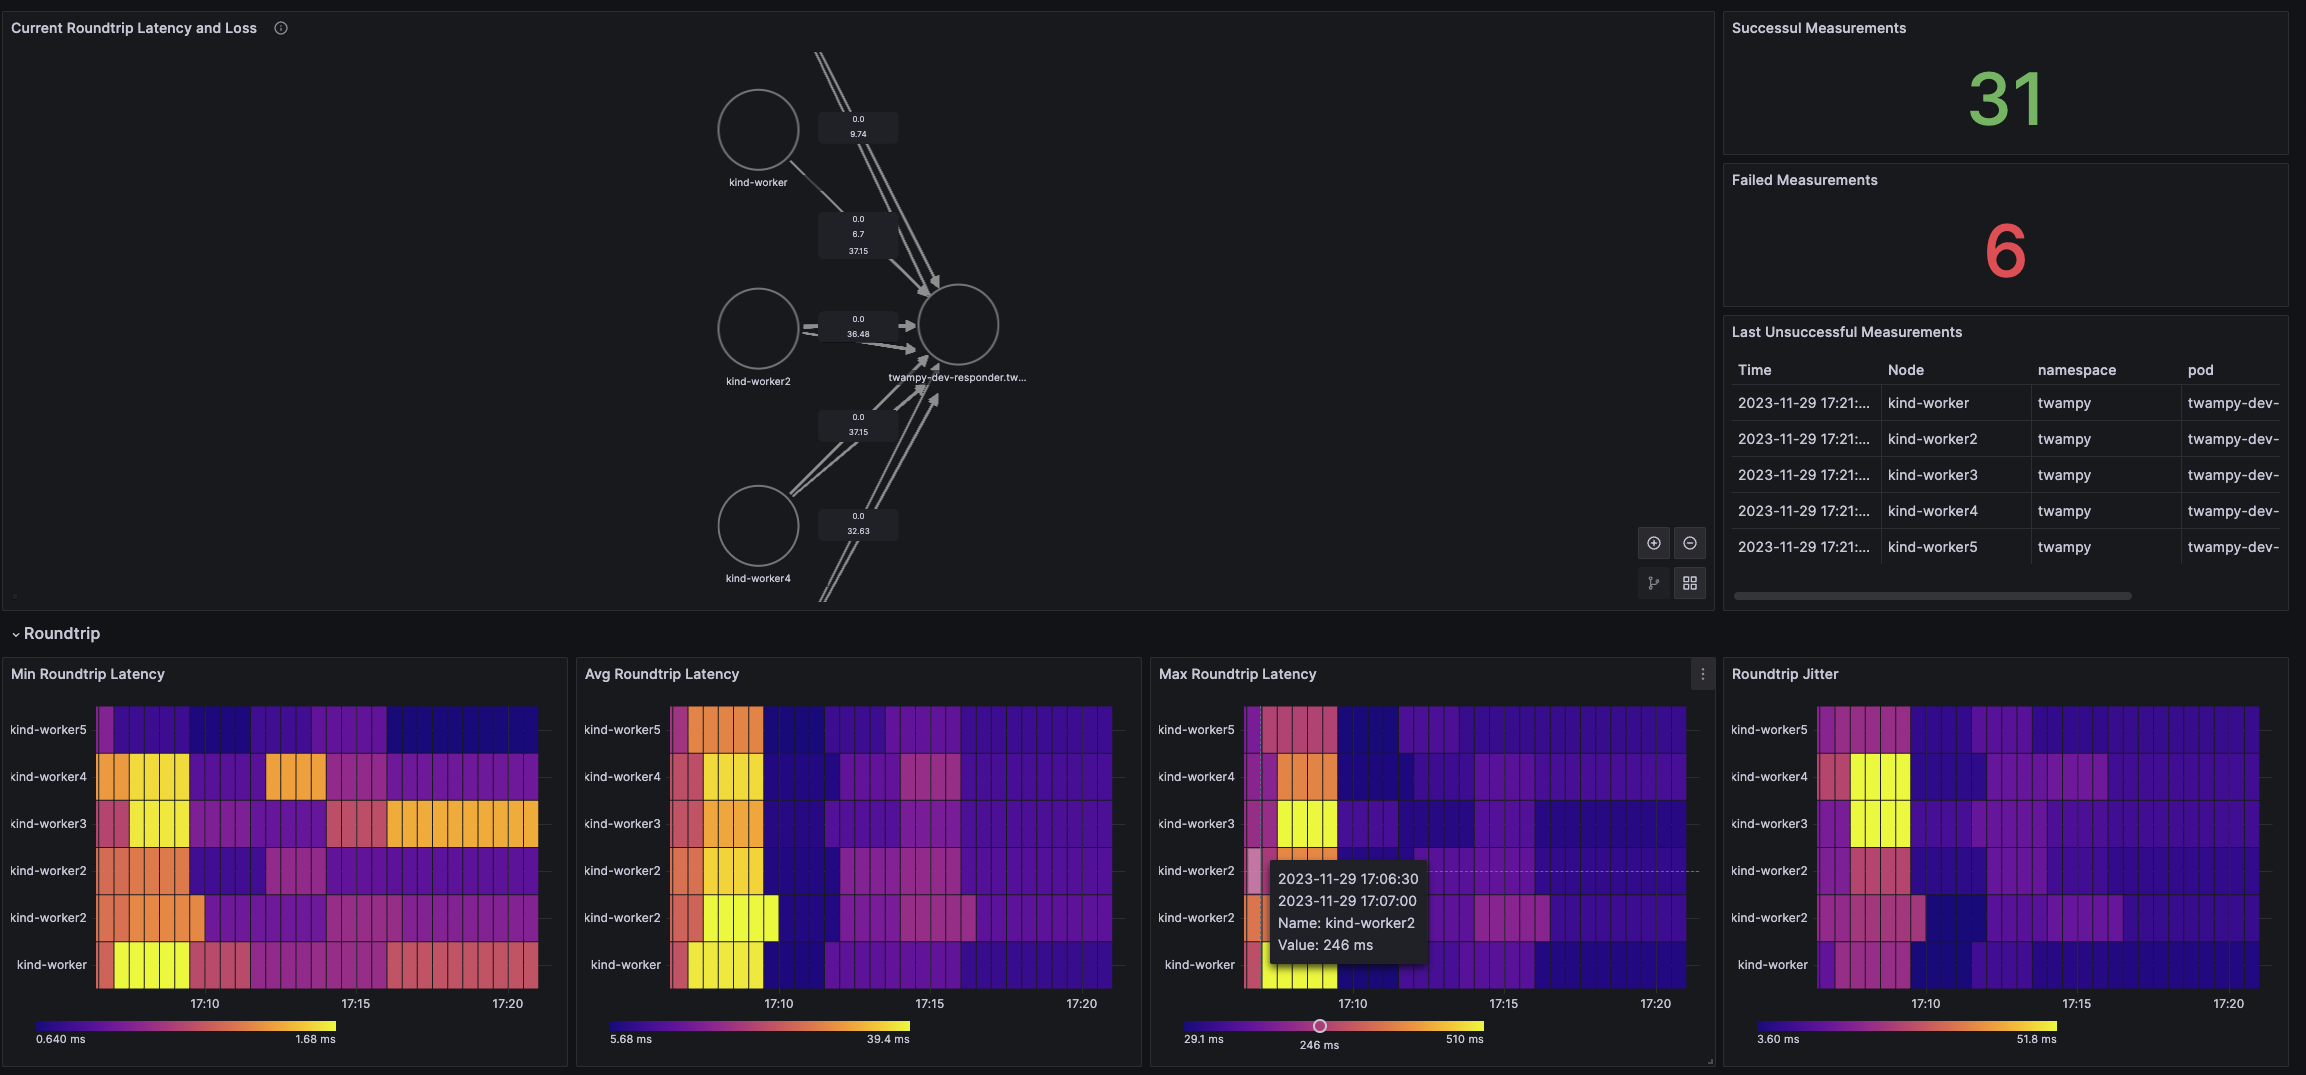 Current Roundtrip Latency and Loss
0.0
9.74
kind-worker
0.0
6.7
37.15
0.0
36.48
kind-worker2
twampy-dev-responder.tw...
0.0
37.15
0.0
32.63
kind-worker4
Successul Measurements
31
Failed Measurements
6
Last Unsuccessful Measurements
Time Node namespace pod
2023-11-29 17:21:... kind-worker twampy twampy-dev-
2023-11-29 17:21:... kind-worker2 twampy twampy-dev-
2023-11-29 17:21:... kind-worker3 twampy twampy-dev-
2023-11-29 17:21:... kind-worker4 twampy twampy-dev-
2023-11-29 17:21:... kind-worker5 twampy twampy-dev-
Roundtrip
Min Roundtrip Latency
kind-worker5
kind-worker4
kind-worker3
kind-worker2
kind-worker2
kind-worker
17:10 17:15 17:20
0.640 ms 1.68 ms
Avg Roundtrip Latency
kind-worker5
kind-worker4
kind-worker3
kind-worker2
kind-worker2
kind-worker
17:10 17:15 17:20
5.68 ms 39.4 ms
Max Roundtrip Latency
kind-worker5
kind-worker4
kind-worker3
kind-worker2
kind-worker2
kind-worker
2023-11-29 17:06:30
2023-11-29 17:07:00
Name: kind-worker2
Value: 246 ms
17:10 17:15 17:20
29.1 ms 246 ms 510 ms
Roundtrip Jitter
kind-worker5
kind-worker4
kind-worker3
kind-worker2
kind-worker2
kind-worker
17:10 17:15 17:20
3.60 ms 51.8 ms